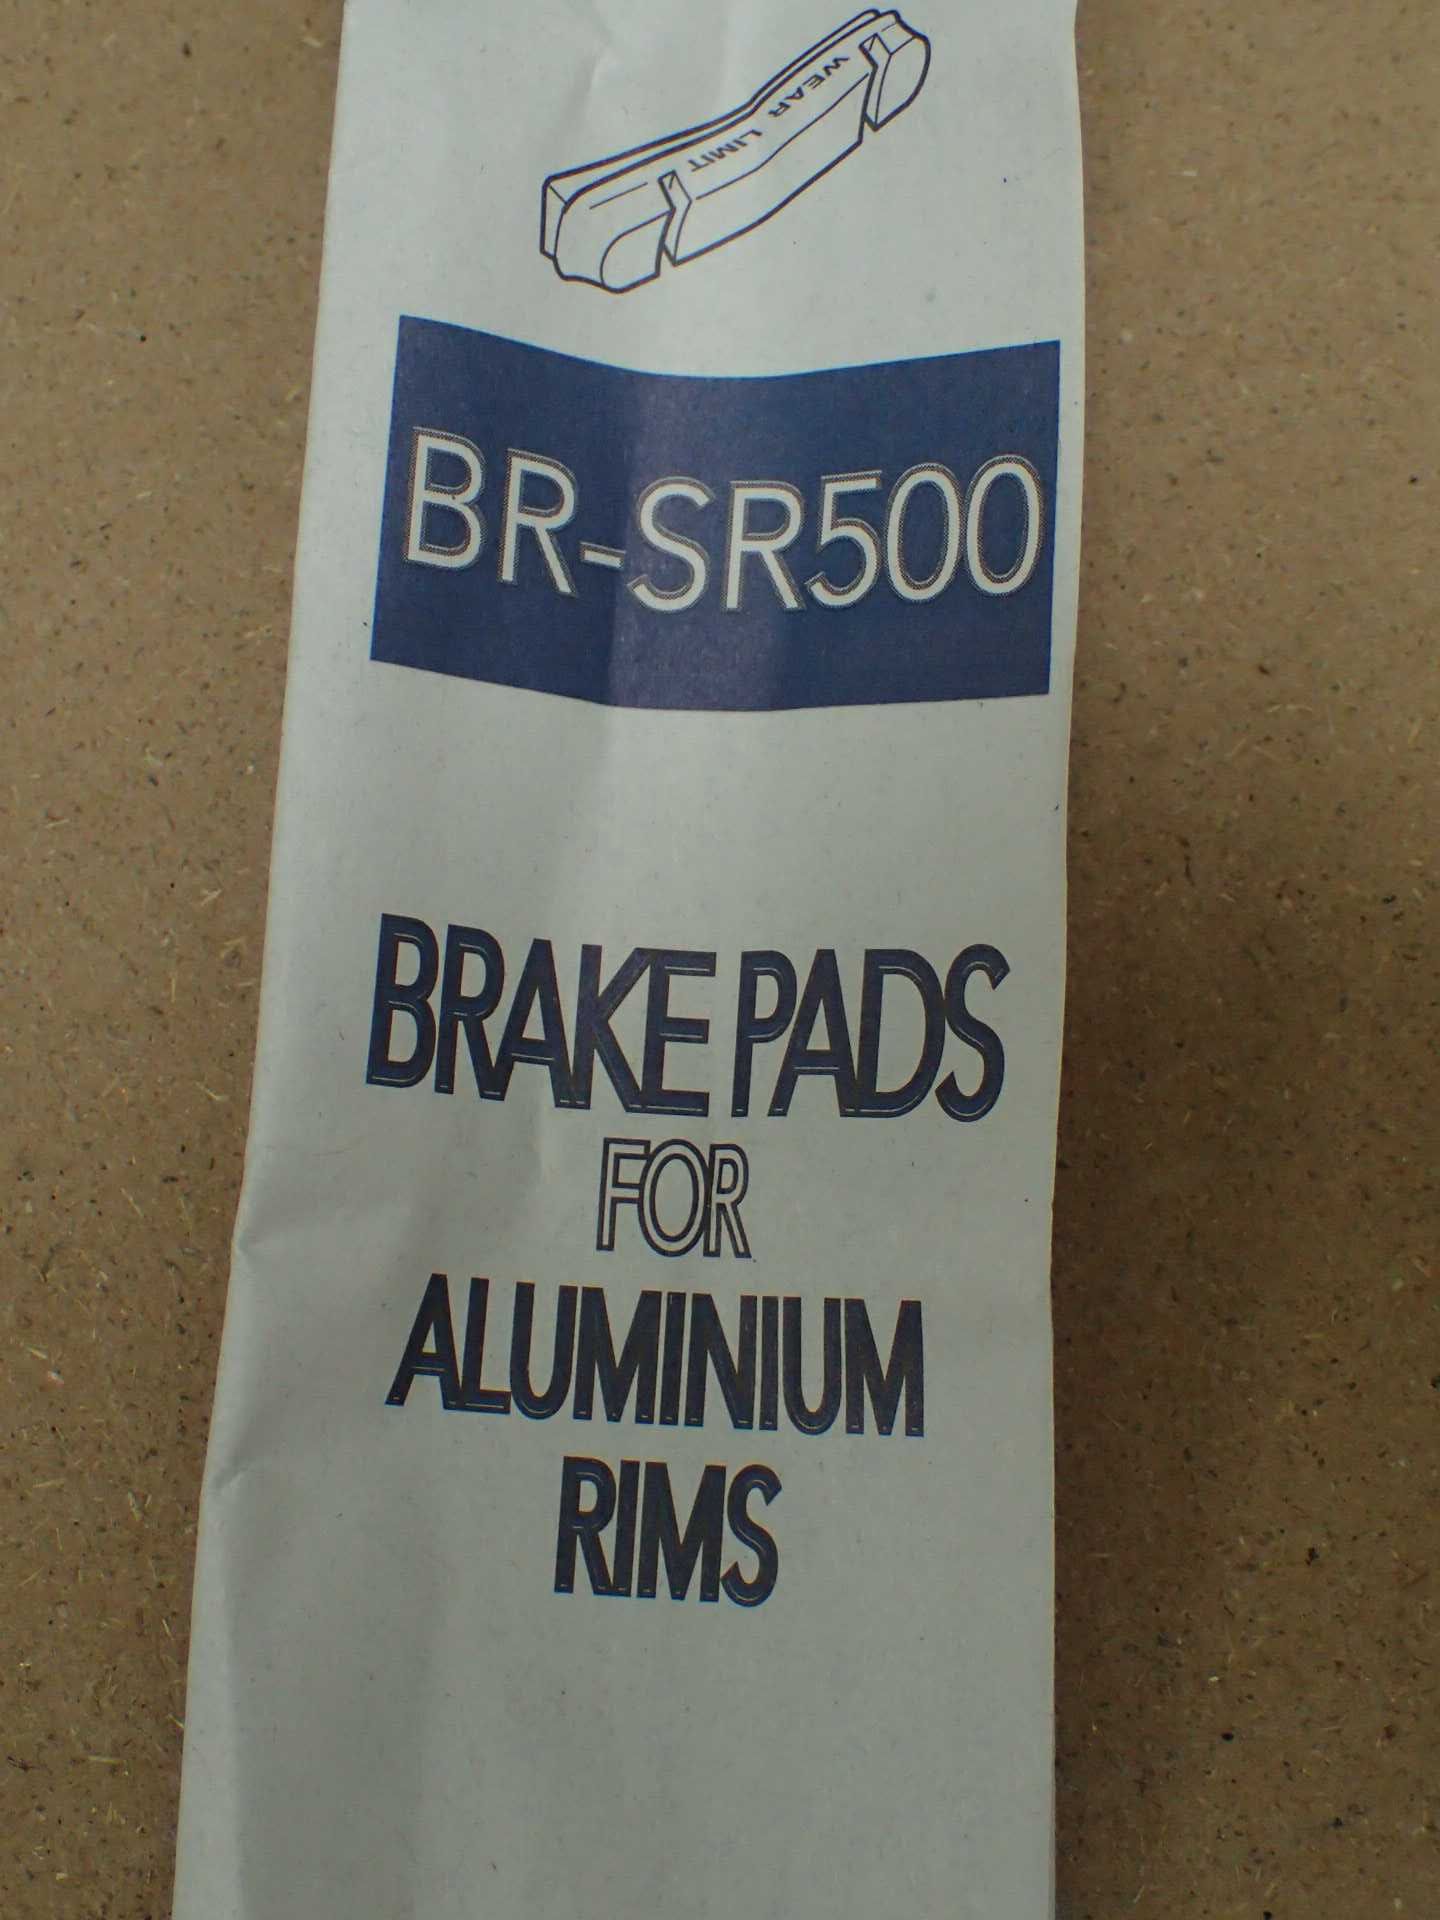 WEAR LIMIT
BR-SR500
BRAKE PADS
FOR
ALUMINIUM
RIMS